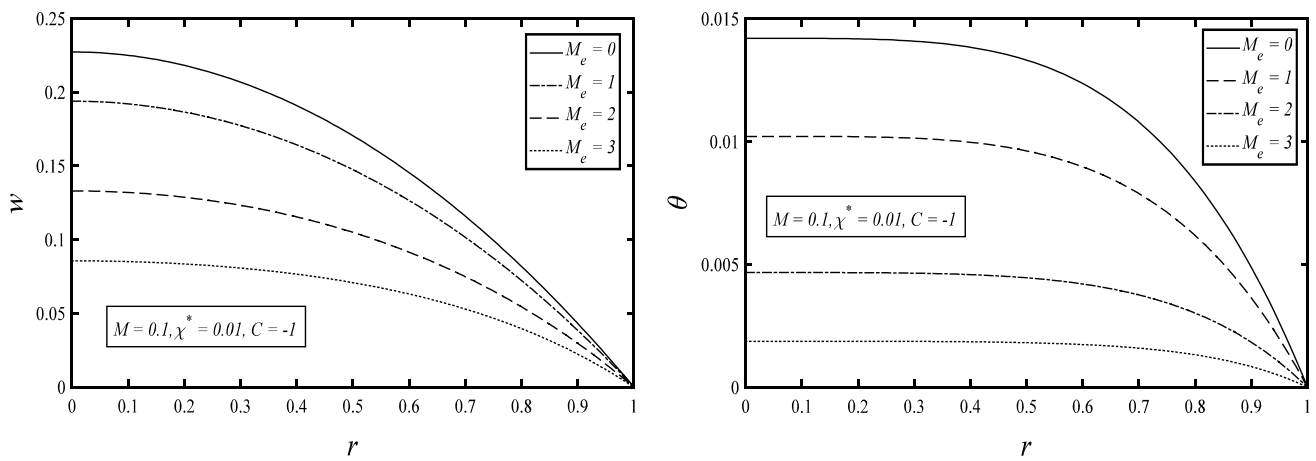 0.25
0.2
0.15
0.1
0.05
0
w
M_e = 0
M_e = 1
M_e = 2
M_e = 3
M = 0.1, χ* = 0.01, C = -1
0 0.1 0.2 0.3 0.4 0.5 0.6 0.7 0.8 0.9 1
r
0.015
0.01
0.005
0
θ
M_e = 0
M_e = 1
M_e = 2
M_e = 3
M = 0.1, χ* = 0.01, C = -1
0 0.1 0.2 0.3 0.4 0.5 0.6 0.7 0.8 0.9 1
r